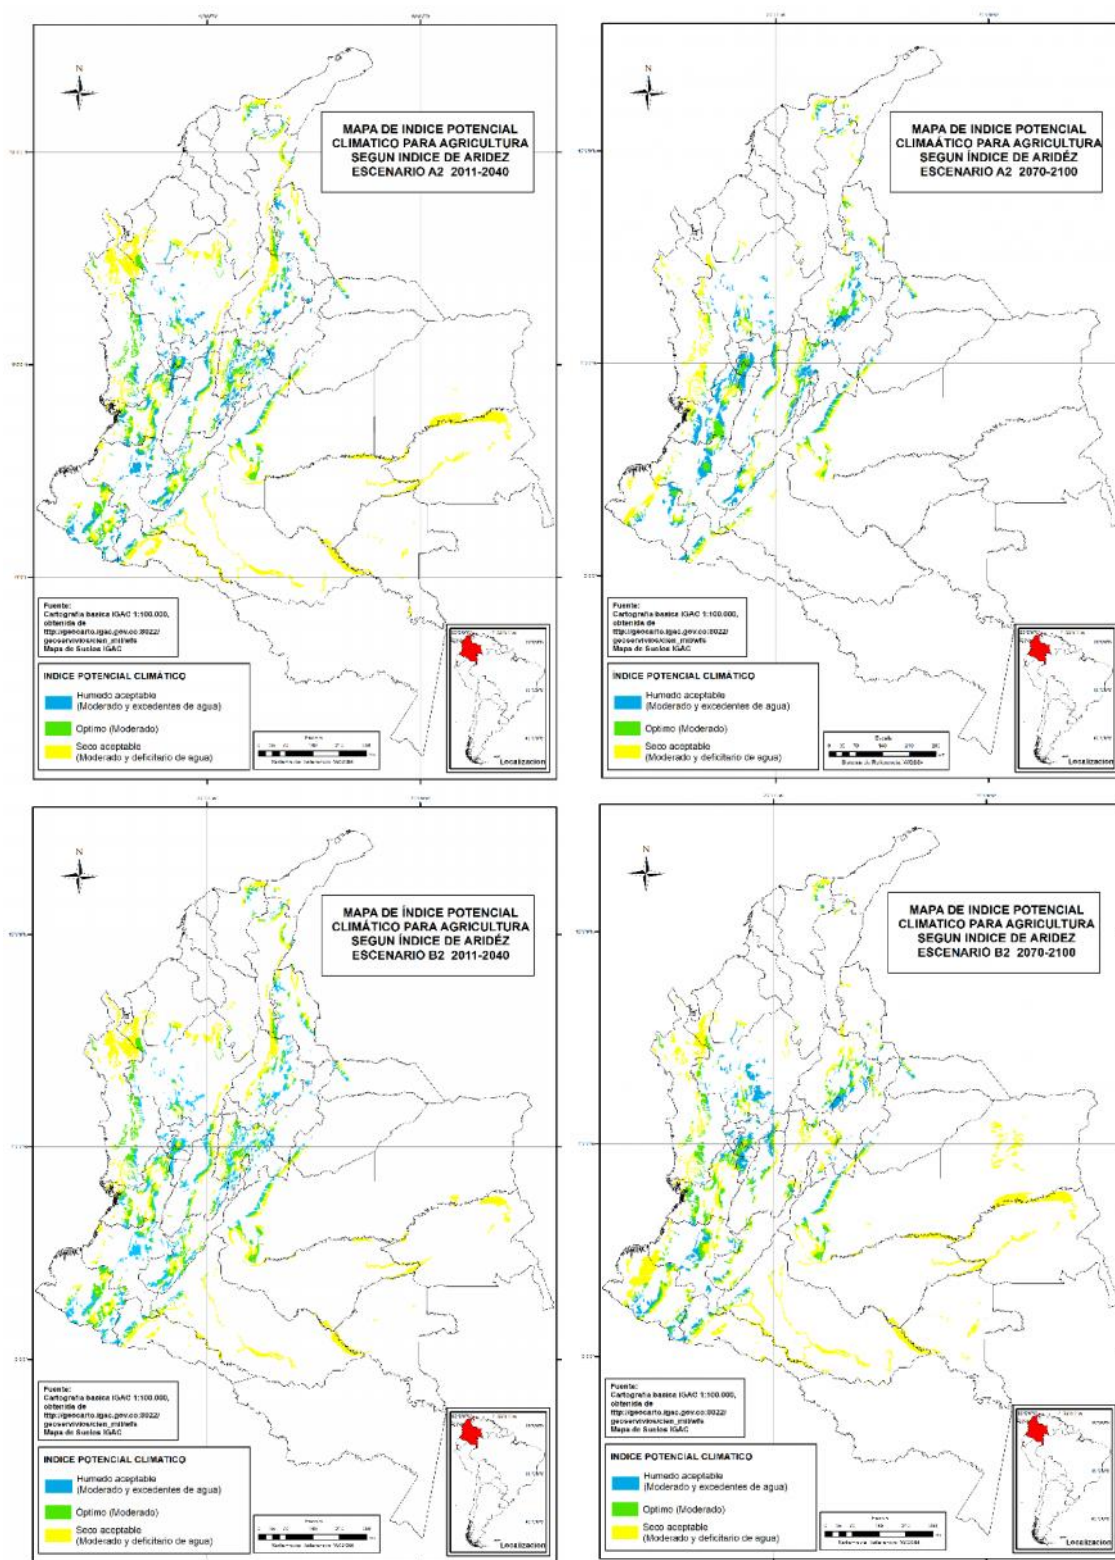 N
MAPA DE INDICE POTENCIAL
CLIMATICO PARA AGRICULTURA
SEGUN INDICE DE ARIDEZ
ESCENARIO A2 2011-2040
Fuente:
Cartografia basica IGAC 1:100.000,
obtenida de
Mapa de Suelos IGAC
INDICE POTENCIAL CLIMÁTICO
Humedo aceptable
(Moderado y excedentes de agua)
Optimo (Moderado)
Seco aceptable
(Moderado y deficitario de agua)
Localizacion
N
MAPA DE INDICE POTENCIAL
CLIMAÁTICO PARA AGRICULTURA
SEGUN ÍNDICE DE ARIDÉZ
ESCENARIO A2 2070-2100
Fuente:
Cartografia basica IGAC 1:100.000,
obtenida de
Mapa de Suelos IGAC
INDICE POTENCIAL CLIMÁTICO
Humedo aceptable
(Moderado y excedentes de agua)
Optimo (Moderado)
Seco aceptable
(Moderado y deficitario de agua)
Escala
Localizacion
N
MAPA DE ÍNDICE POTENCIAL
CLIMÁTICO PARA AGRICULTURA
SEGUN ÍNDICE DE ARIDÉZ
ESCENARIO B2 2011-2040
Fuente:
Cartografia basica IGAC 1:100.000,
obtenida de
Mapa de Suelos IGAC
INDICE POTENCIAL CLIMATICO
Humedo aceptable
(Moderado y excedentes de agua)
Óptimo (Moderado)
Seco aceptable
(Moderado y deficitario de agua)
Localizacion
N
MAPA DE INDICE POTENCIAL
CLIMATICO PARA AGRICULTURA
SEGUN INDICE DE ARIDEZ
ESCENARIO B2 2070-2100
Fuente:
Cartografia basica IGAC 1:100.000,
obtenida de
Mapa de Suelos IGAC
INDICE POTENCIAL CLIMÁTICO
Humedo aceptable
(Moderado y excedentes de agua)
Optimo (Moderado)
Seco aceptable
(Moderado y deficitario de agua)
Localizacion